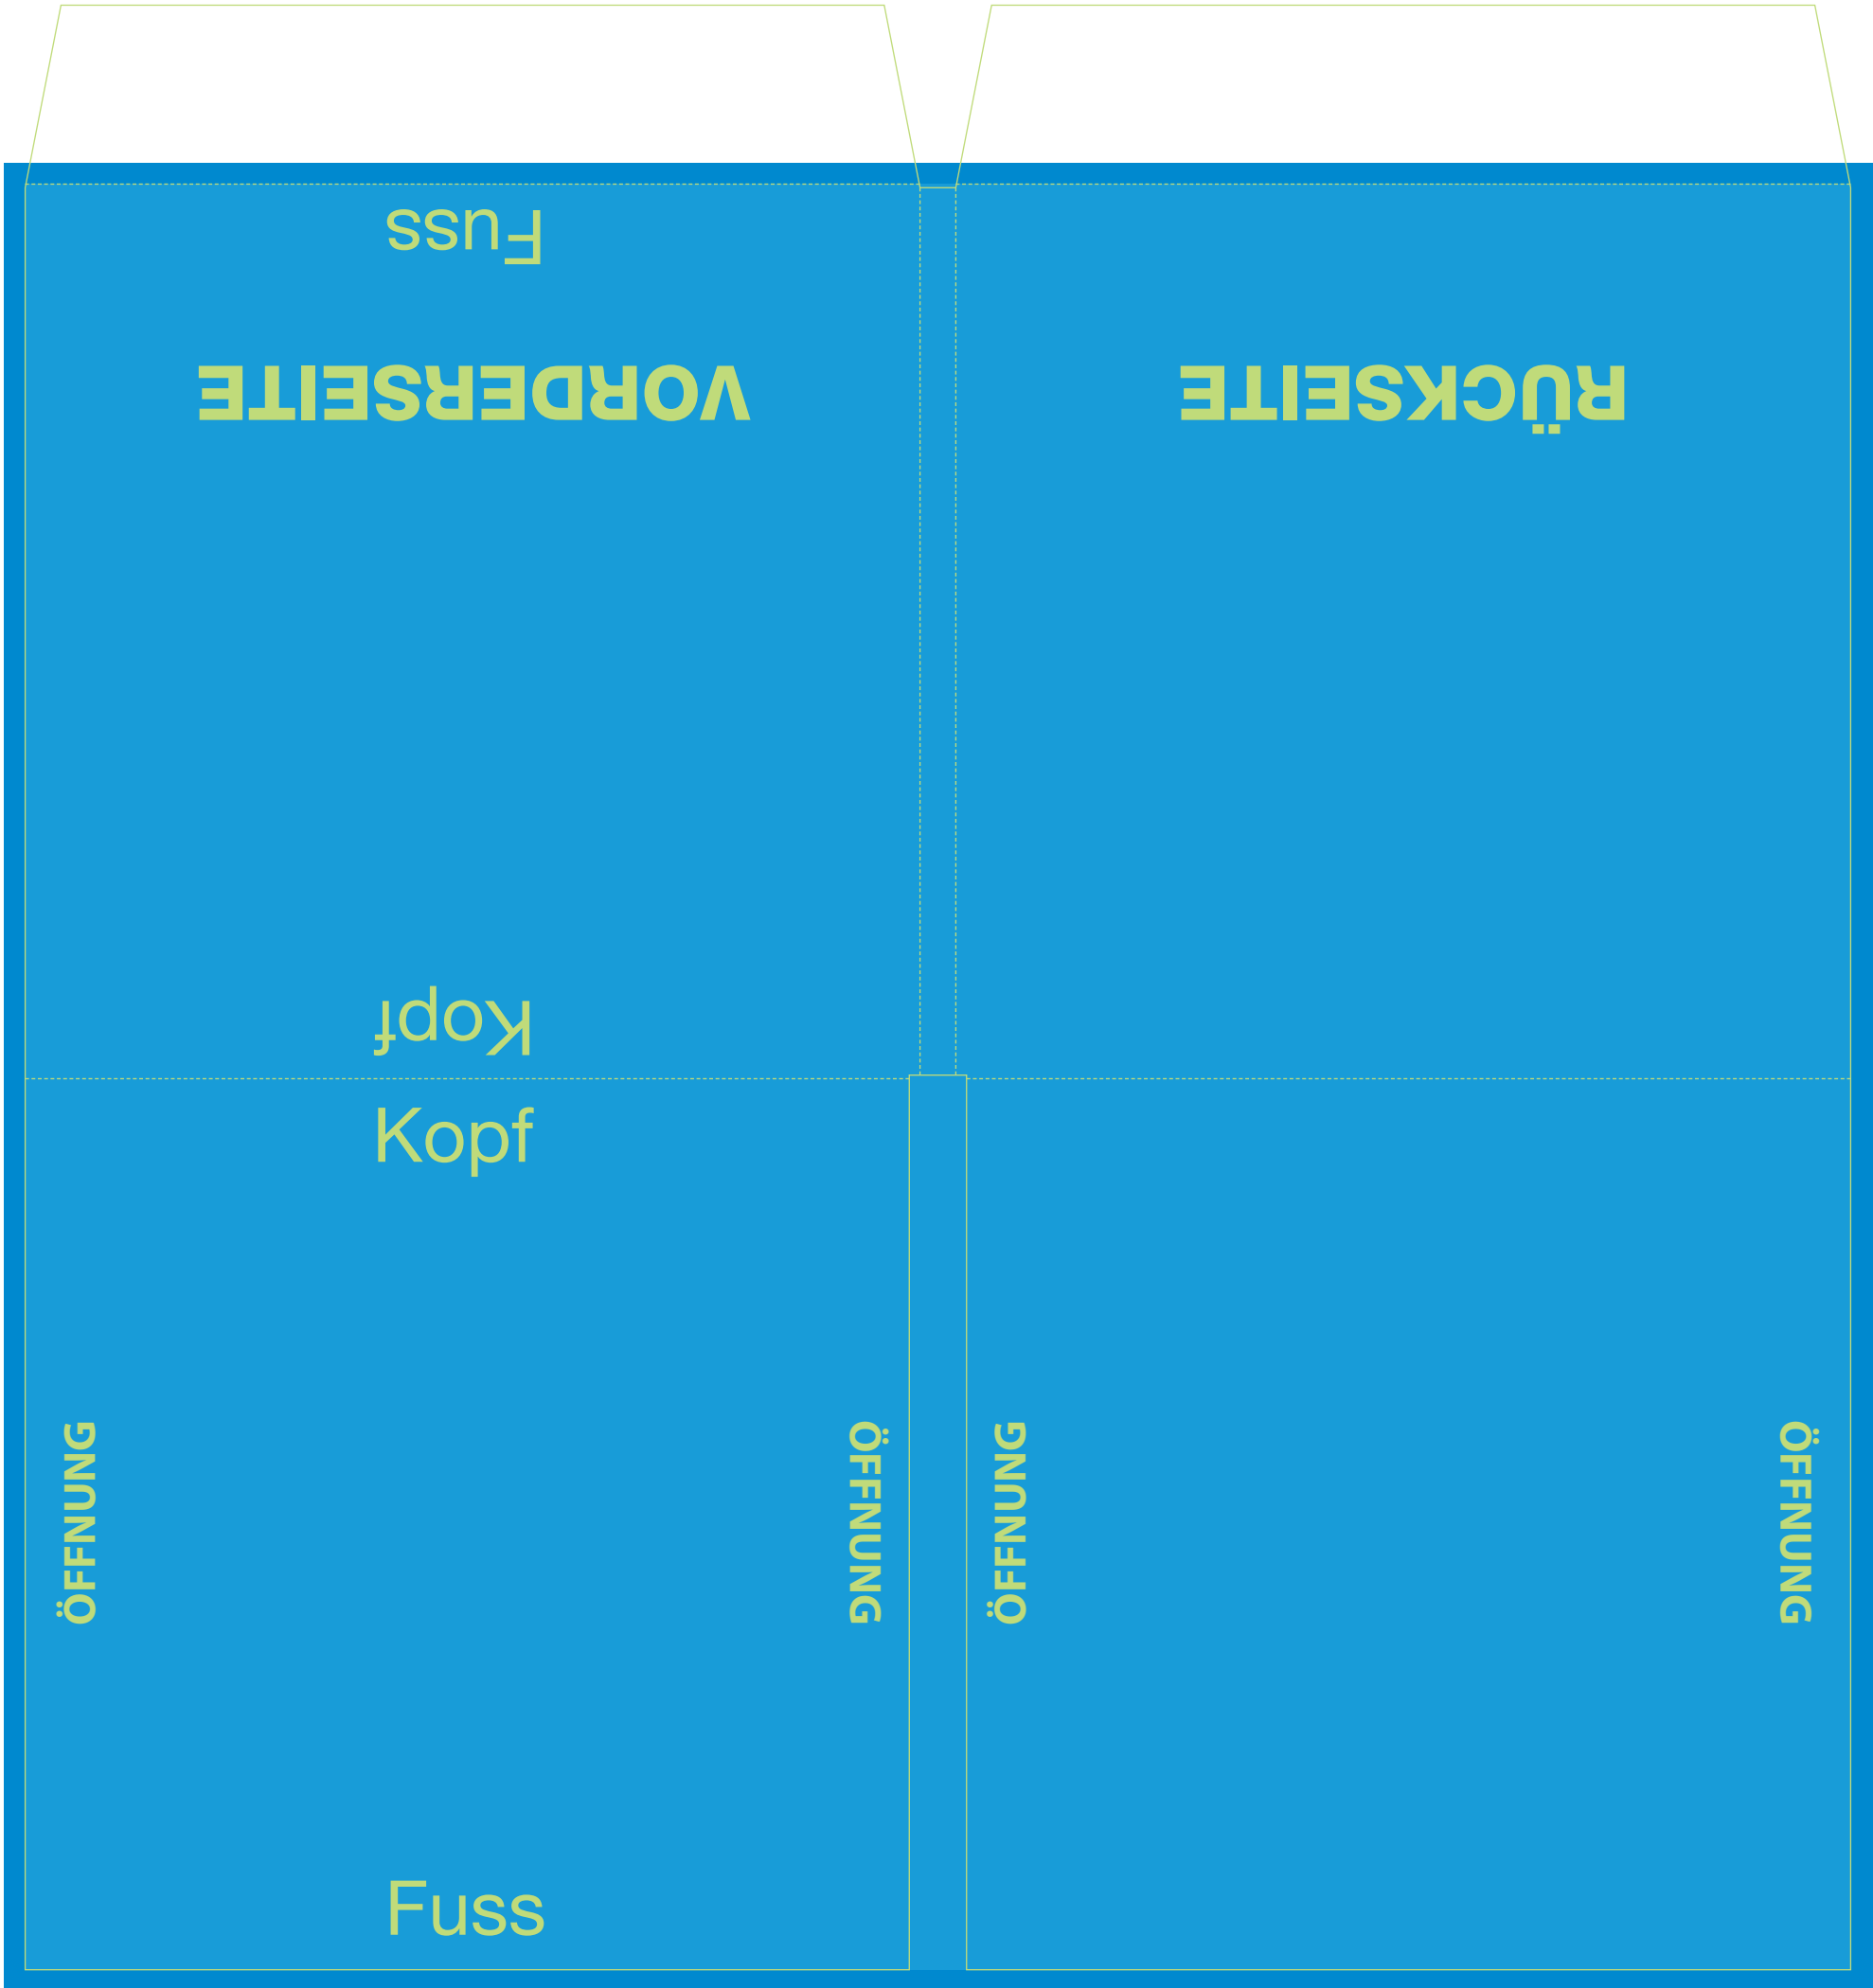 Fuss
VORDERSEITE
RÜCKSEITE
Kopf
Kopf
ÖFFNUNG
ÖFFNUNG
ÖFFNUNG
ÖFFNUNG
Fuss